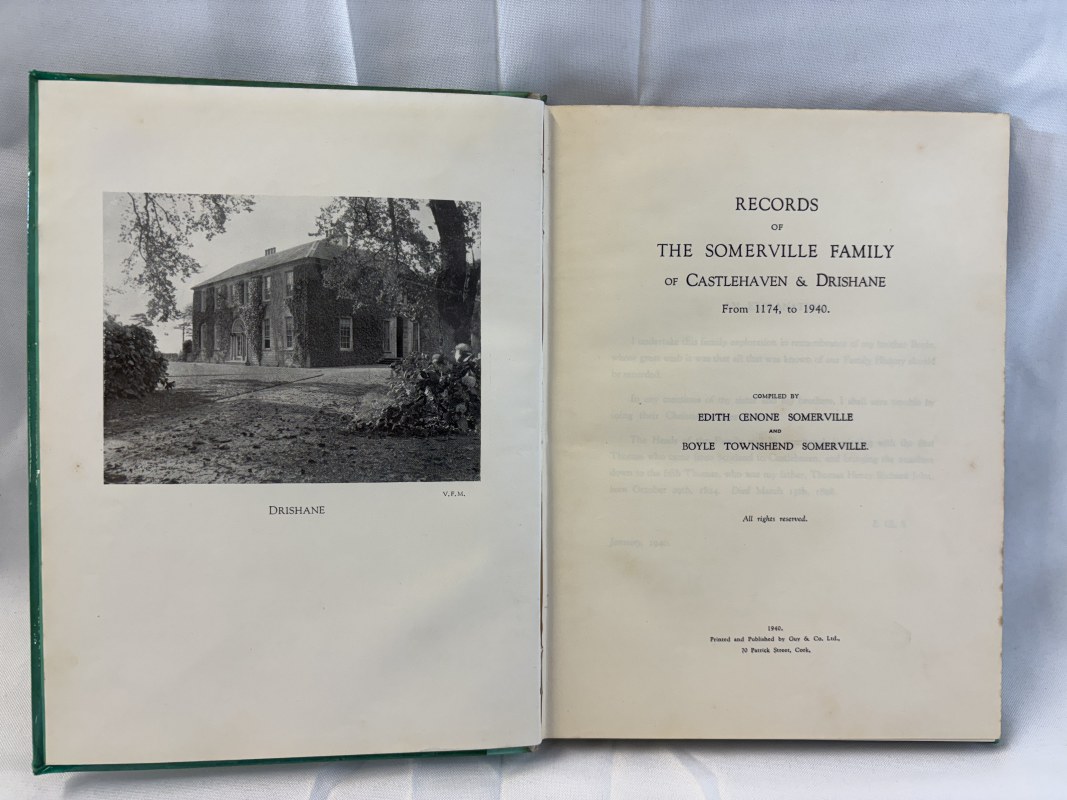 V.F.M.
DRISHANE
RECORDS
OF
THE SOMERVILLE FAMILY
OF CASTLEHAVEN & DRISHANE
From 1174, to 1940.
COMPILED BY
EDITH ŒNONE SOMERVILLE
AND
BOYLE TOWNSHEND SOMERVILLE.
All rights reserved.
1940.
Printed and Published by Guy & Co. Ltd.,
70 Patrick Street, Cork.